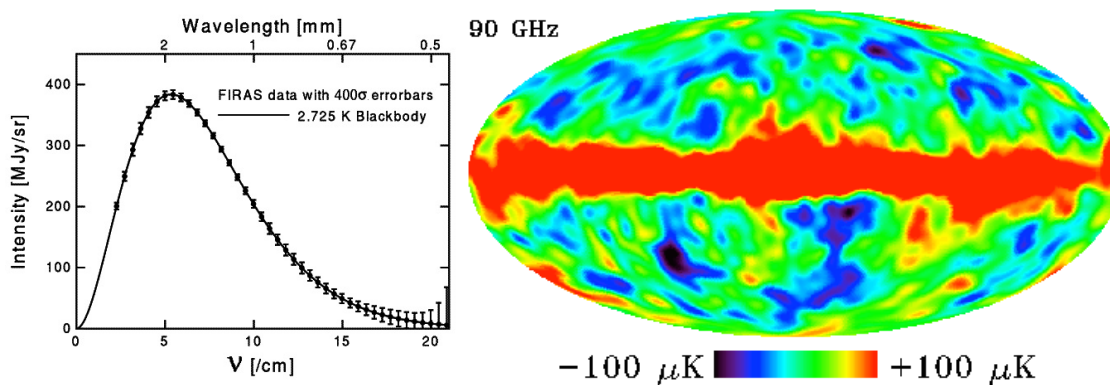 Wavelength [mm]
2 1 0.67 0.5
400
300
200
100
0
Intensity [MJy/sr]
FIRAS data with 400σ errorbars
2.725 K Blackbody
0 5 10 15 20
ν [/cm]
90 GHz
−100 μK +100 μK